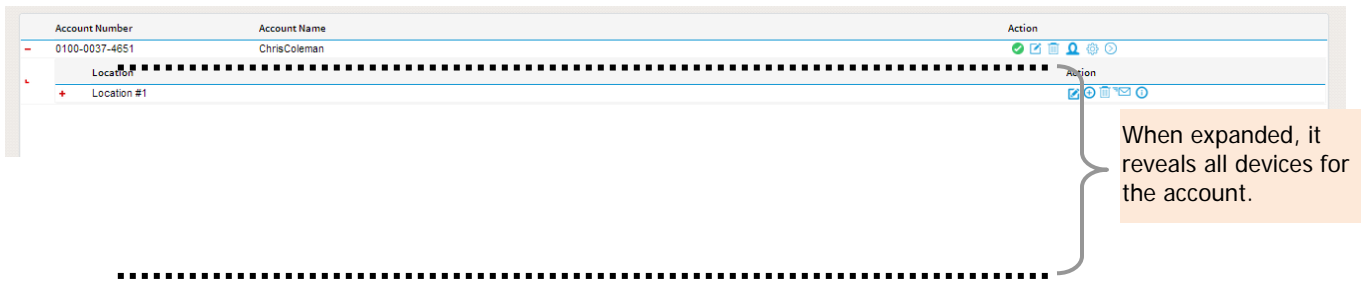 Account Number Account Name Action
0100-0037-4651 ChrisColeman
Location Action
+ Location #1
When expanded, it
reveals all devices for
the account.